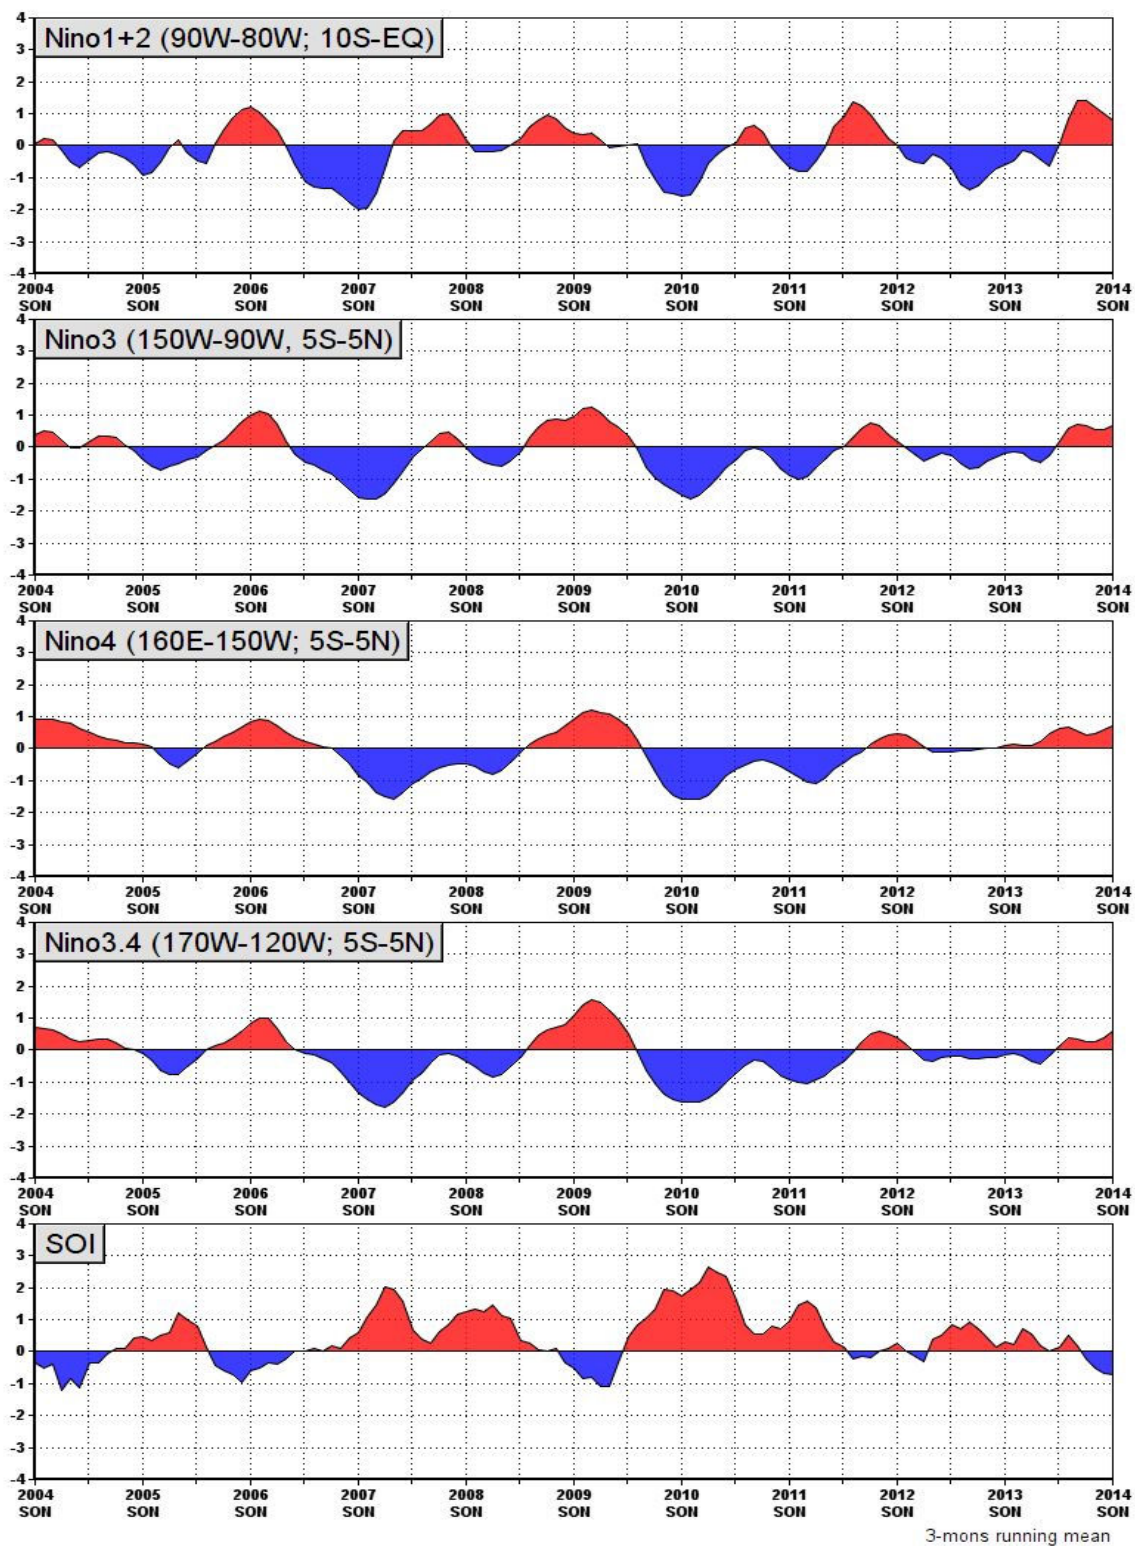 4
3
2
1
0
-1
-2
-3
-4
Nino1+2 (90W-80W; 10S-EQ)
2004 2005 2006 2007 2008 2009 2010 2011 2012 2013 2014
SON SON SON SON SON SON SON SON SON SON SON
4
3
2
1
0
-1
-2
-3
-4
Nino3 (150W-90W, 5S-5N)
2004 2005 2006 2007 2008 2009 2010 2011 2012 2013 2014
SON SON SON SON SON SON SON SON SON SON SON
4
3
2
1
0
-1
-2
-3
-4
Nino4 (160E-150W; 5S-5N)
2004 2005 2006 2007 2008 2009 2010 2011 2012 2013 2014
SON SON SON SON SON SON SON SON SON SON SON
4
3
2
1
0
-1
-2
-3
-4
Nino3.4 (170W-120W; 5S-5N)
2004 2005 2006 2007 2008 2009 2010 2011 2012 2013 2014
SON SON SON SON SON SON SON SON SON SON SON
4
3
2
1
0
-1
-2
-3
-4
SOI
2004 2005 2006 2007 2008 2009 2010 2011 2012 2013 2014
SON SON SON SON SON SON SON SON SON SON SON
3-mons running mean